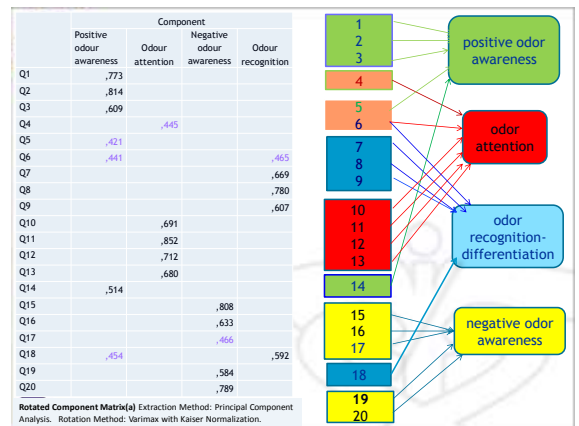 Component
Positive odour awareness Odour attention Negative odour awareness Odour recognition
Q1 ,773
Q2 ,814
Q3 ,609
Q4 ,445
Q5 ,421
Q6 ,441 ,465
Q7 ,669
Q8 ,780
Q9 ,607
Q10 ,691
Q11 ,852
Q12 ,712
Q13 ,680
Q14 ,514
Q15 ,808
Q16 ,633
Q17 ,466
Q18 ,454 ,592
Q19 ,584
Q20 ,789
Rotated Component Matrix(a) Extraction Method: Principal Component
Analysis. Rotation Method: Varimax with Kaiser Normalization.
1
2
3
4
5
6
7
8
9
10
11
12
13
14
15
16
17
18
19
20
positive odor
awareness
odor
attention
odor
recognition-
differentiation
negative odor
awareness